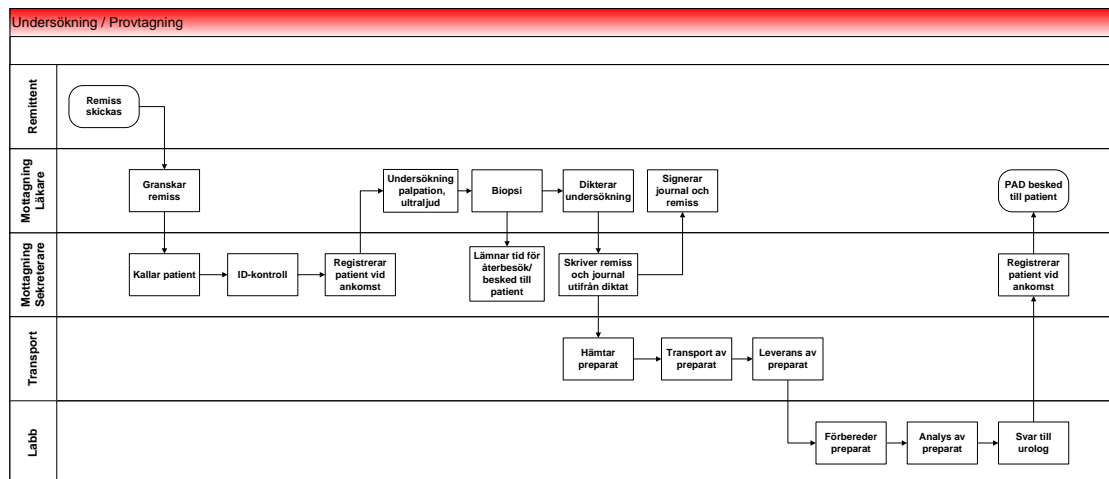 Undersökning / Provtagning
Remittent
Remiss
skickas
Mottagning
Läkare
Granskar
remiss
Undersökning
palpation,
ultraljud
Biopsi
Dikterar
undersökning
Signerar
journal och
remiss
PAD besked
till patient
Mottagning
Sekreterare
Kallar patient
ID-kontroll
Registrerar
patient vid
ankomst
Lämnar tid för
återbesök/
besked till
patient
Skriver remiss
och journal
utifrån diktat
Registrerar
patient vid
ankomst
Transport
Hämtar
preparat
Transport av
preparat
Leverans av
preparat
Labb
Förbereder
preparat
Analys av
preparat
Svar till
urolog